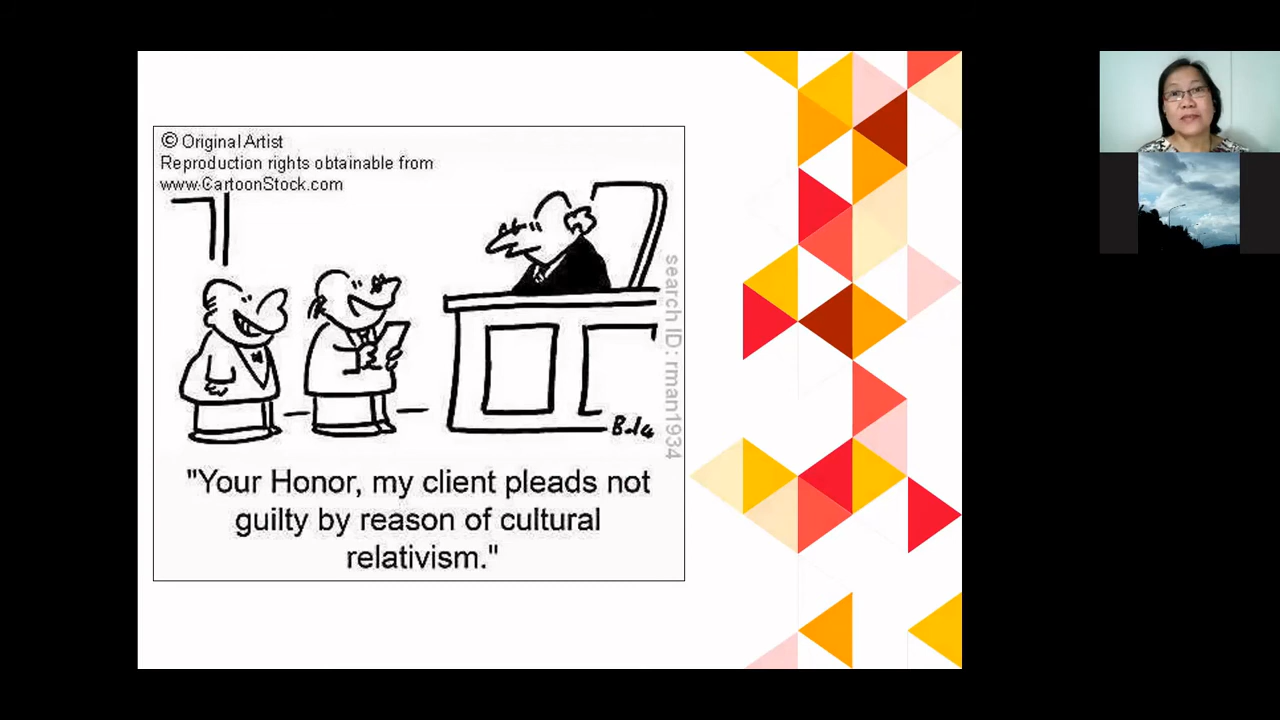 © Original Artist
Reproduction rights obtainable from
www.CartoonStock.com
search ID: rman1934
"Your Honor, my client pleads not
guilty by reason of cultural
relativism."